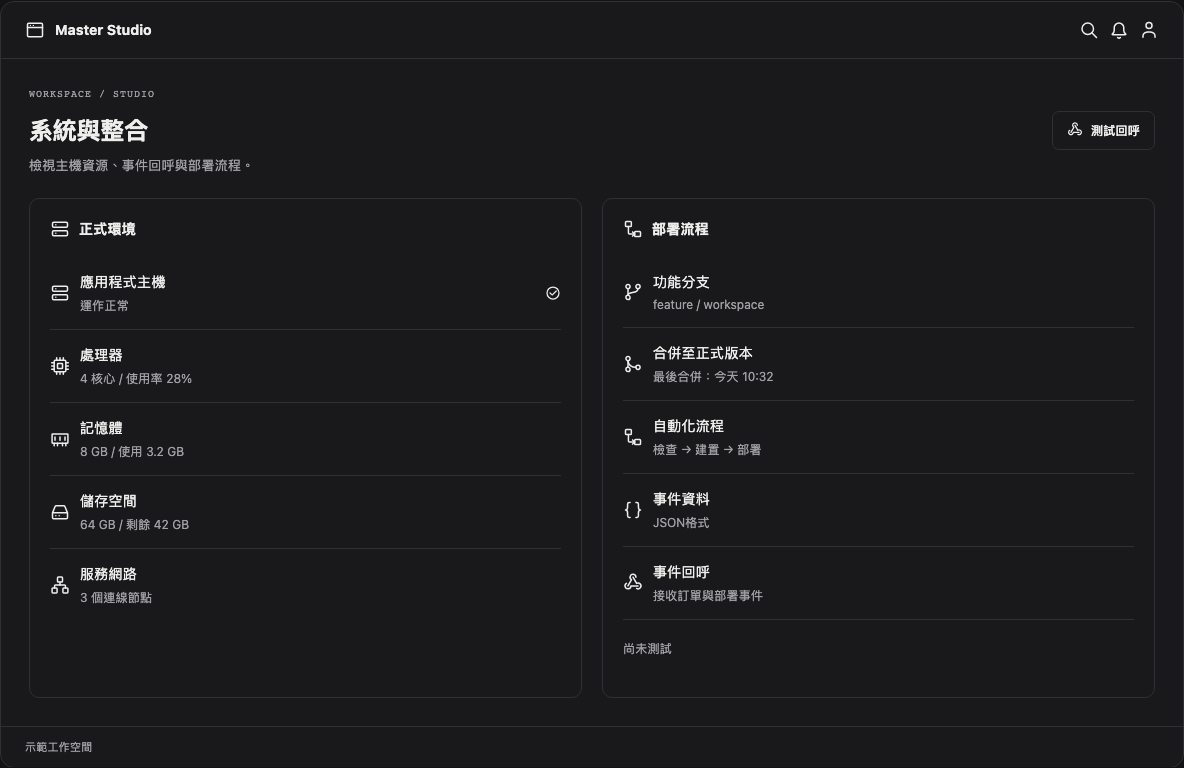 Master Studio
WORKSPACE / STUDIO
系統與整合
檢視主機資源、事件回呼與部署流程。
測試回呼
正式環境
應用程式主機
運作正常
處理器
4 核心 / 使用率 28%
記憶體
8 GB / 使用 3.2 GB
儲存空間
64 GB / 剩餘 42 GB
服務網路
3 個連線節點
部署流程
功能分支
feature / workspace
合併至正式版本
最後合併：今天 10:32
自動化流程
檢查 → 建置 → 部署
事件資料
JSON格式
事件回呼
接收訂單與部署事件
尚未測試
示範工作空間